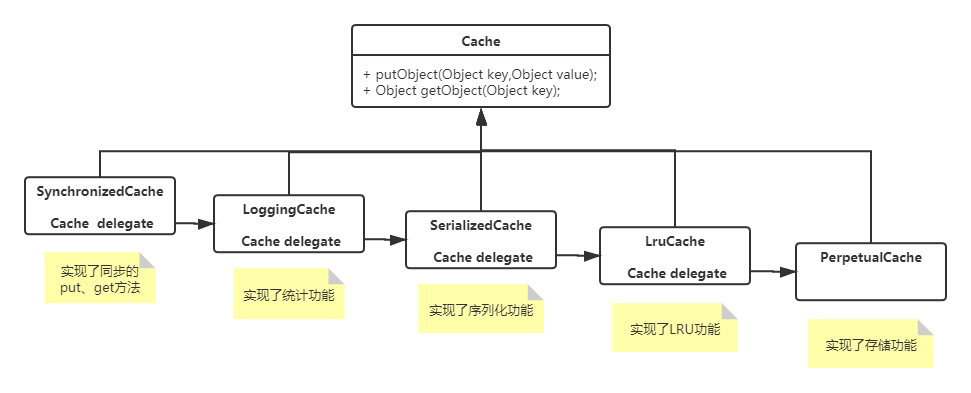 Cache
+ putObject(Object key,Object value);
+ Object getObject(Object key);
SynchronizedCache
Cache  delegate
LoggingCache
Cache delegate
SerializedCache
Cache delegate
LruCache
Cache delegate
PerpetualCache
实现了同步的
put、get方法
实现了统计功能
实现了序列化功能
实现了LRU功能
实现了存储功能